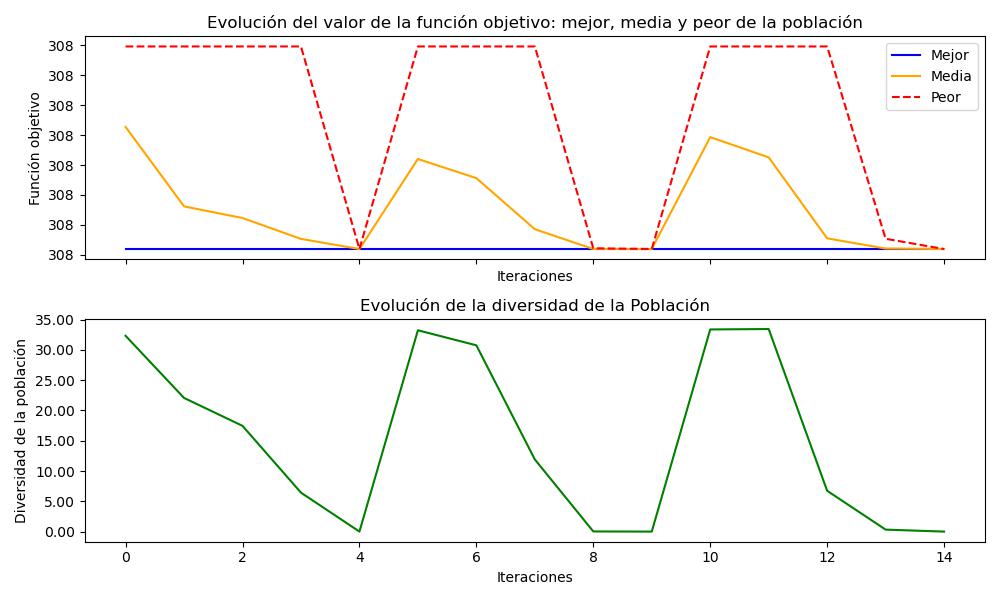 Evolución del valor de la función objetivo: mejor, media y peor de la población
308
308
308
308
308
308
308
308
Función objetivo
Mejor
Media
Peor
Iteraciones
Evolución de la diversidad de la Población
35.00
30.00
25.00
20.00
15.00
10.00
5.00
0.00
Diversidad de la población
0 2 4 6 8 10 12 14
Iteraciones